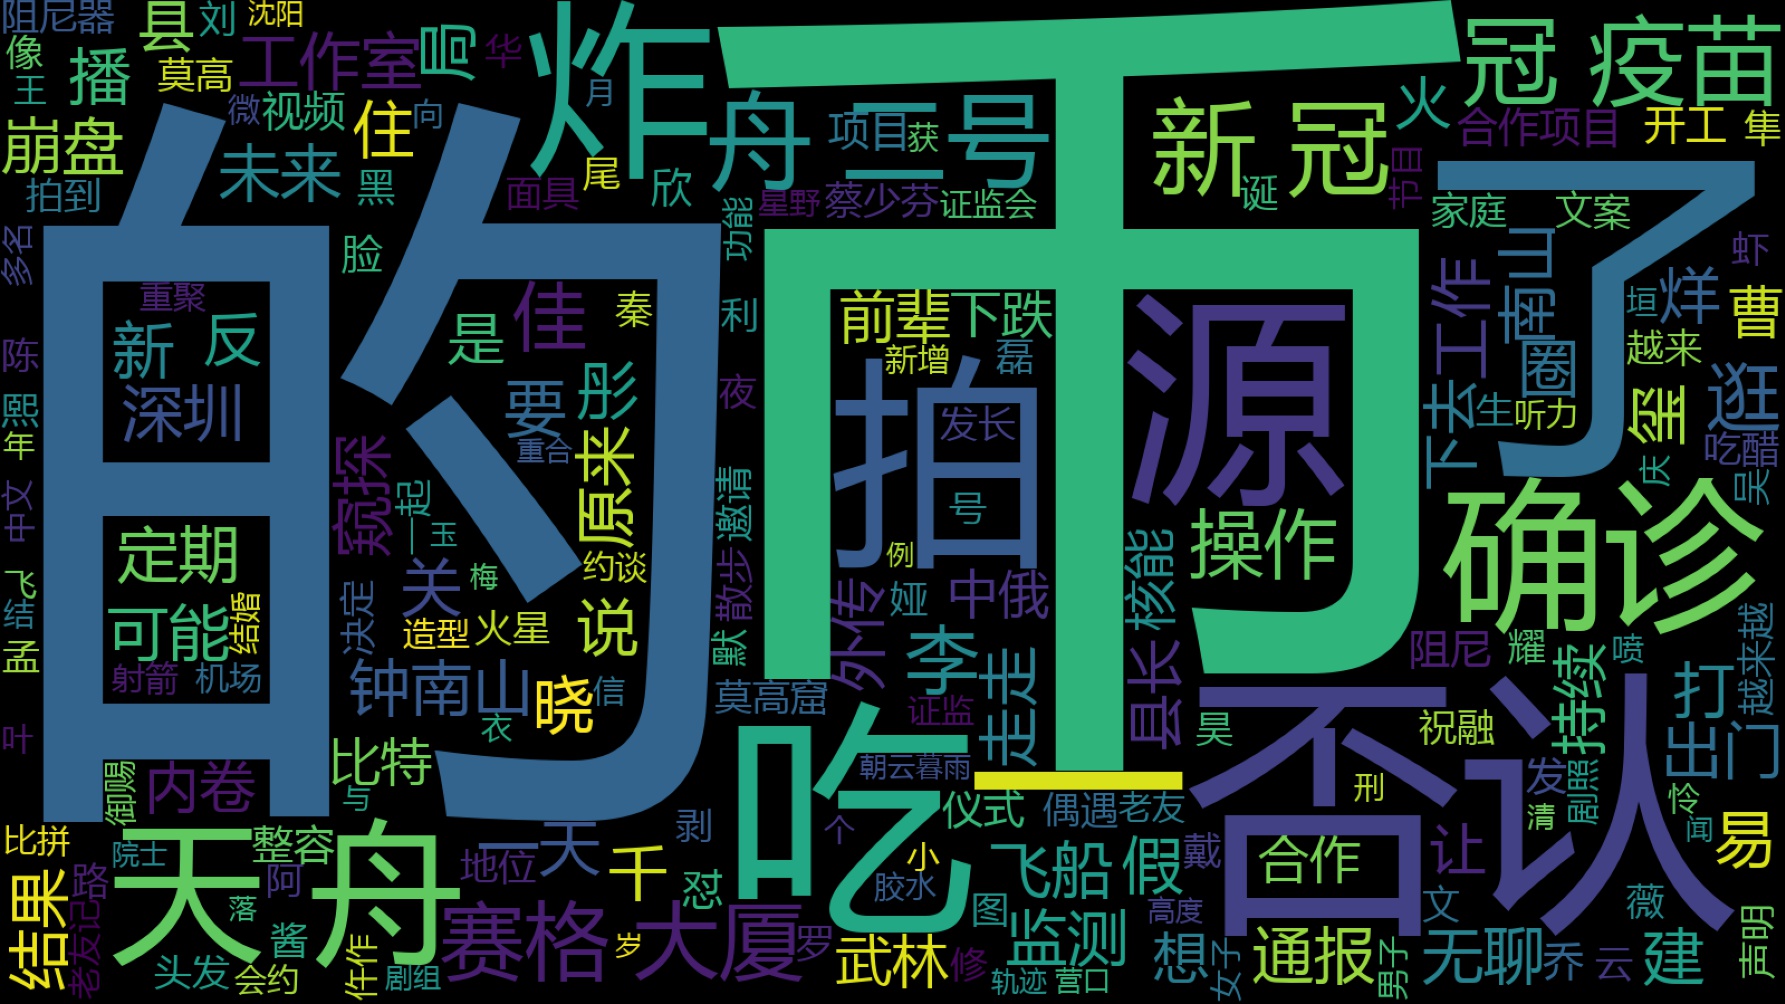 阻尼器
县
刘
沈阳
像
播
莫高
工作室
局
华
炸
币
冠 疫苗
王
微
视频
住
向
月
舟二号
项目
获
新冠
火
合作项目
开工
隼
崩盘
未来
黑
尾
欣
面具
星野
蔡少芬
证监会
诞
节目
了
拍到
的
家庭
文案
多名
脸
功能
南山
虾
重聚
新
反
是
佳
秦
利
前辈
下跌
源
工作
垣
烊
曹
陈
新增
磊
圈
越来
深圳
要
彤
夜
拍
发长
下去
生
听力
玺
逛
熙
年
窥探
重合
原来
吃醋
中文
一起
玉
邀请
号
操作
确诊
庆
吴
定期
约谈
例
飞
结
可能
结婚
决定
关
梅
散步
外传
娅
中俄
核能
造型
火星
说
默
李
走走
县长
阻尼
耀
喷
越来越
孟
射箭
机场
钟南山
晓
信
莫高窟
证监
昊
否认
祝融
持续
打
叶
衣
吃
出门
御赐
内卷
比特
与
朝云暮雨
一
刑
发
剧照
怜
比拼
院士
天舟
整容
一天
剥
个
仪式
偶遇老友
清
闻
路
阿
地位
千
怼
小
胶水
飞船
假
戴
合作
让
易
结果
老友记
落
酱
赛格大厦
罗
图
监测
高度
文
薇
声明
头发
会约
仵作
剧组
岁
武林
修
轨迹
营口
想
女子
通报
男子
无聊
乔
云
建